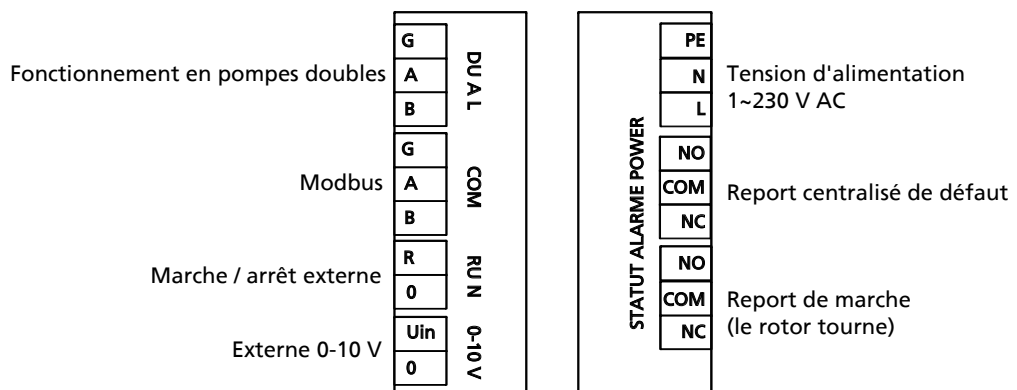 Fonctionnement en pompes doubles
G
A
B
DUAL
Modbus
G
A
B
COM
Marche / arrêt externe
R
0
RUN
Externe 0-10 V
Uin
0
0-10 V
STATUT ALARME POWER
PE
N
L
Tension d'alimentation
1~230 V AC
NO
COM
NC
Report centralisé de défaut
NO
COM
NC
Report de marche
(le rotor tourne)